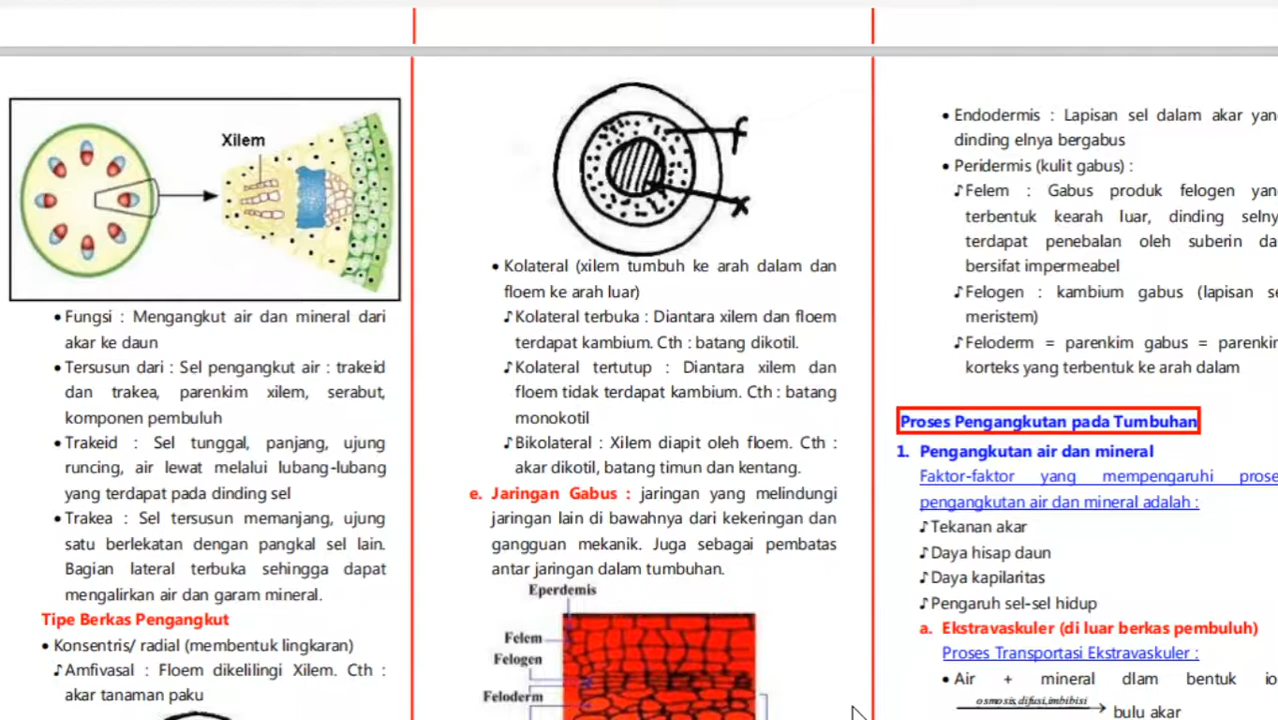 Xilem
• Fungsi : Mengangkut air dan mineral dari
akar ke daun
• Tersusun dari : Sel pengangkut air : trakeid
dan trakea, parenkim xilem, serabut,
komponen pembuluh
• Trakeid : Sel tunggal, panjang, ujung
runcing, air lewat melalui lubang-lubang
yang terdapat pada dinding sel
• Trakea : Sel tersusun memanjang, ujung
satu berlekatan dengan pangkal sel lain.
Bagian lateral terbuka sehingga dapat
mengalirkan air dan garam mineral.
Tipe Berkas Pengangkut
• Konsentris/ radial (membentuk lingkaran)
♪Amfivasal : Floem dikelilingi Xilem. Cth :
akar tanaman paku
f
x
• Kolateral (xilem tumbuh ke arah dalam dan
floem ke arah luar)
♪Kolateral terbuka : Diantara xilem dan floem
terdapat kambium. Cth : batang dikotil.
♪Kolateral tertutup : Diantara xilem dan
floem tidak terdapat kambium. Cth : batang
monokotil
♪Bikolateral : Xilem diapit oleh floem. Cth :
akar dikotil, batang timun dan kentang.
e. Jaringan Gabus : jaringan yang melindungi
jaringan lain di bawahnya dari kekeringan dan
gangguan mekanik. Juga sebagai pembatas
antar jaringan dalam tumbuhan.
Eperdemis
Felem
Felogen
Feloderm
• Endodermis : Lapisan sel dalam akar yan
dinding elnya bergabus
• Peridermis (kulit gabus) :
♪Felem : Gabus produk felogen yan
terbentuk kearah luar, dinding selny
terdapat penebalan oleh suberin da
bersifat impermeabel
♪Felogen : kambium gabus (lapisan se
meristem)
♪Feloderm = parenkim gabus = parenkin
korteks yang terbentuk ke arah dalam
Proses Pengangkutan pada Tumbuhan
1. Pengangkutan air dan mineral
Faktor-faktor yang mempengaruhi prose
pengangkutan air dan mineral adalah :
♪Tekanan akar
♪Daya hisap daun
♪Daya kapilaritas
♪Pengaruh sel-sel hidup
a. Ekstravaskuler (di luar berkas pembuluh)
Proses Transportasi Ekstravaskuler :
• Air + mineral dlam bentuk io
osmosis,difusi,imbibisi
bulu akar